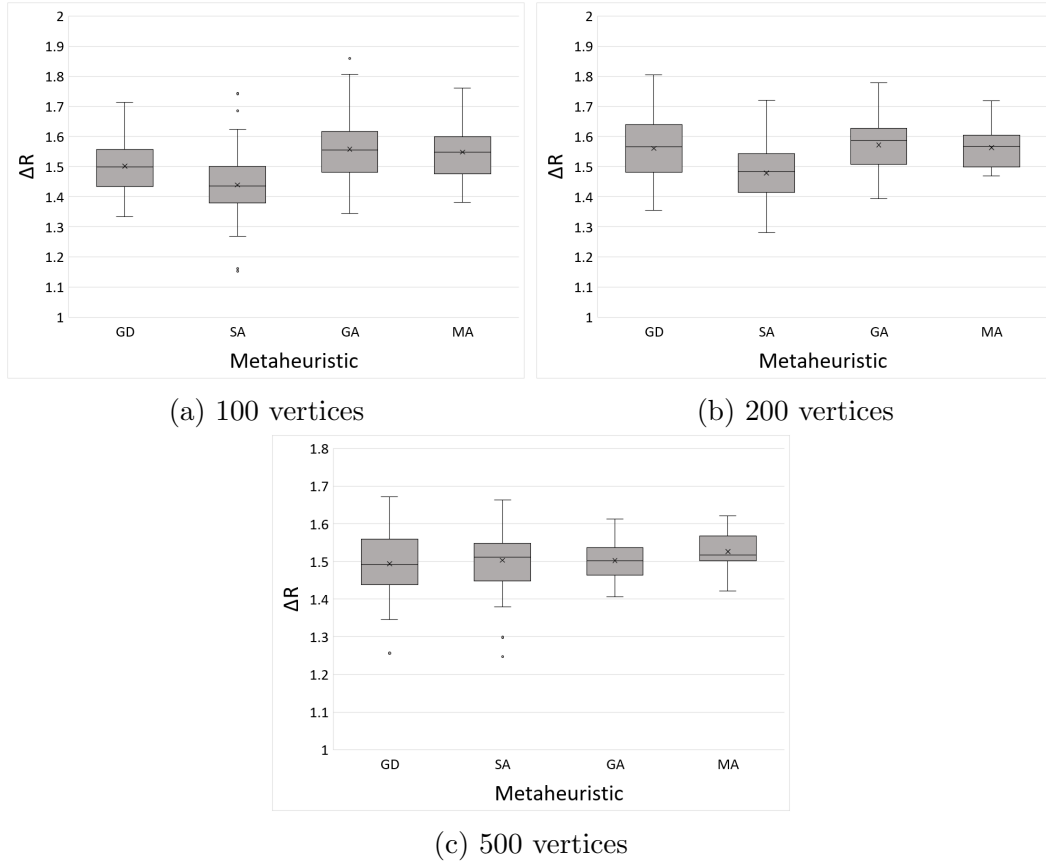 2
1.9
1.8
1.7
1.6
1.5
1.4
1.3
1.2
1.1
1
ΔR
GD SA GA MA
Metaheuristic
(a) 100 vertices
2
1.9
1.8
1.7
1.6
1.5
1.4
1.3
1.2
1.1
1
ΔR
GD SA GA MA
Metaheuristic
(b) 200 vertices
1.8
1.7
1.6
1.5
1.4
1.3
1.2
1.1
1
ΔR
GD SA GA MA
Metaheuristic
(c) 500 vertices